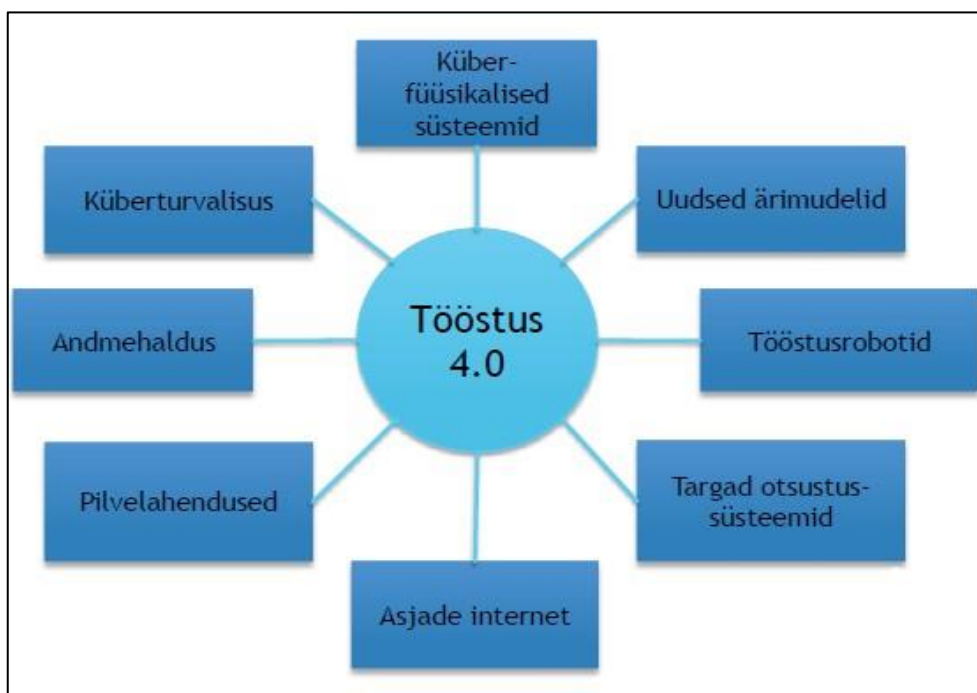 Küber-
füüsikalised
süsteemid
Küberturvalisus
Uudsed ärimudelid
Andmehaldus
Tööstus
4.0
Tööstusrobotid
Pilvelahendused
Targad otsustus-
süsteemid
Asjade internet